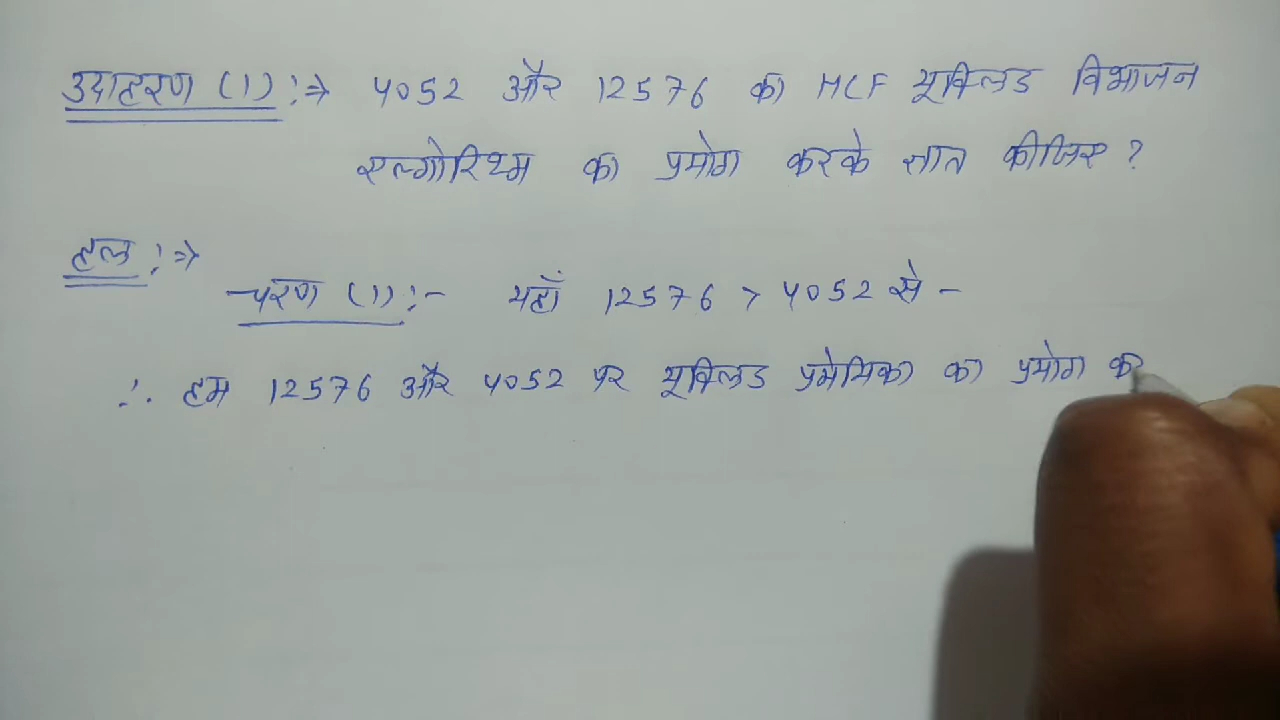 उदाहरण (1) :⇒ 4052 और 12576 का HCF यूक्लिड विभाजन
एल्गोरिथ्म का प्रयोग करके ज्ञात कीजिए ?
हल :⇒
चरण (1) :- यहाँ 12576 > 4052 से -
∴ हम 12576 और 4052 पर यूक्लिड प्रमेयिका का प्रयोग क